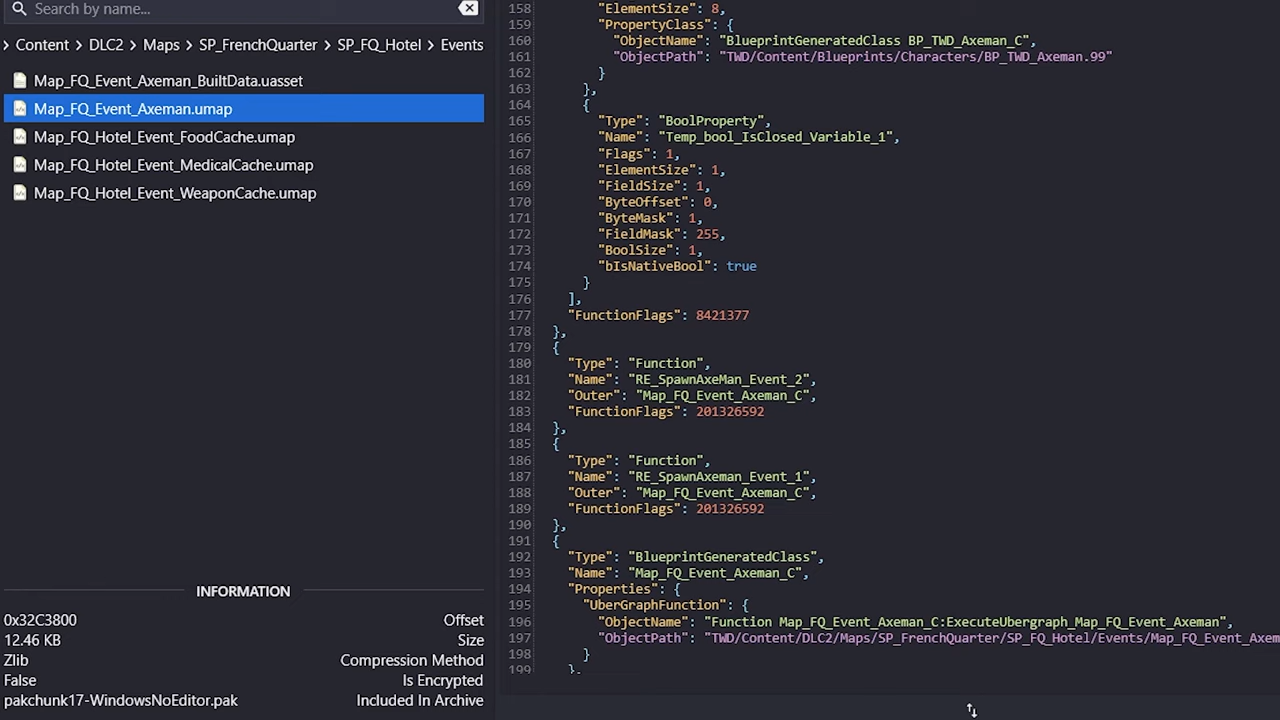 Search by name...
Content > DLC2 > Maps > SP_FrenchQuarter > SP_FQ_Hotel > Events
Map_FQ_Event_Axeman_BuiltData.uasset
Map_FQ_Event_Axeman.umap
Map_FQ_Hotel_Event_FoodCache.umap
Map_FQ_Hotel_Event_MedicalCache.umap
Map_FQ_Hotel_Event_WeaponCache.umap
INFORMATION
0x32C3800 Offset
12.46 KB Size
Zlib Compression Method
False Is Encrypted
pakchunk17-WindowsNoEditor.pak Included In Archive
158 "ElementSize": 8,
159 "PropertyClass": {
160 "ObjectName": "BlueprintGeneratedClass BP_TWD_Axeman_C",
161 "ObjectPath": "TWD/Content/Blueprints/Characters/BP_TWD_Axeman.99"
162 }
163 },
164 {
165 "Type": "BoolProperty",
166 "Name": "Temp_bool_IsClosed_Variable_1",
167 "Flags": 1,
168 "ElementSize": 1,
169 "FieldSize": 1,
170 "ByteOffset": 0,
171 "ByteMask": 1,
172 "FieldMask": 255,
173 "BoolSize": 1,
174 "bIsNativeBool": true
175 }
176 ],
177 "FunctionFlags": 8421377
178 },
179 {
180 "Type": "Function",
181 "Name": "RE_SpawnAxeMan_Event_2",
182 "Outer": "Map_FQ_Event_Axeman_C",
183 "FunctionFlags": 201326592
184 },
185 {
186 "Type": "Function",
187 "Name": "RE_SpawnAxeman_Event_1",
188 "Outer": "Map_FQ_Event_Axeman_C",
189 "FunctionFlags": 201326592
190 },
191 {
192 "Type": "BlueprintGeneratedClass",
193 "Name": "Map_FQ_Event_Axeman_C",
194 "Properties": {
195 "UberGraphFunction": {
196 "ObjectName": "Function Map_FQ_Event_Axeman_C:ExecuteUbergraph_Map_FQ_Event_Axeman",
197 "ObjectPath": "TWD/Content/DLC2/Maps/SP_FrenchQuarter/SP_FQ_Hotel/Events/Map_FQ_Event_Axem
198 }
199 },